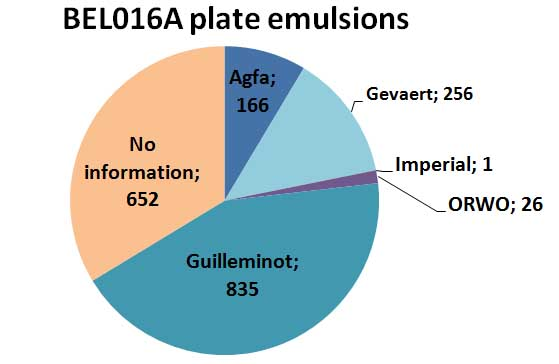 BEL016A plate emulsions
Agfa;
166
Gevaert; 256
Imperial; 1
ORWO; 26
Guilleminot;
835
No
information;
652